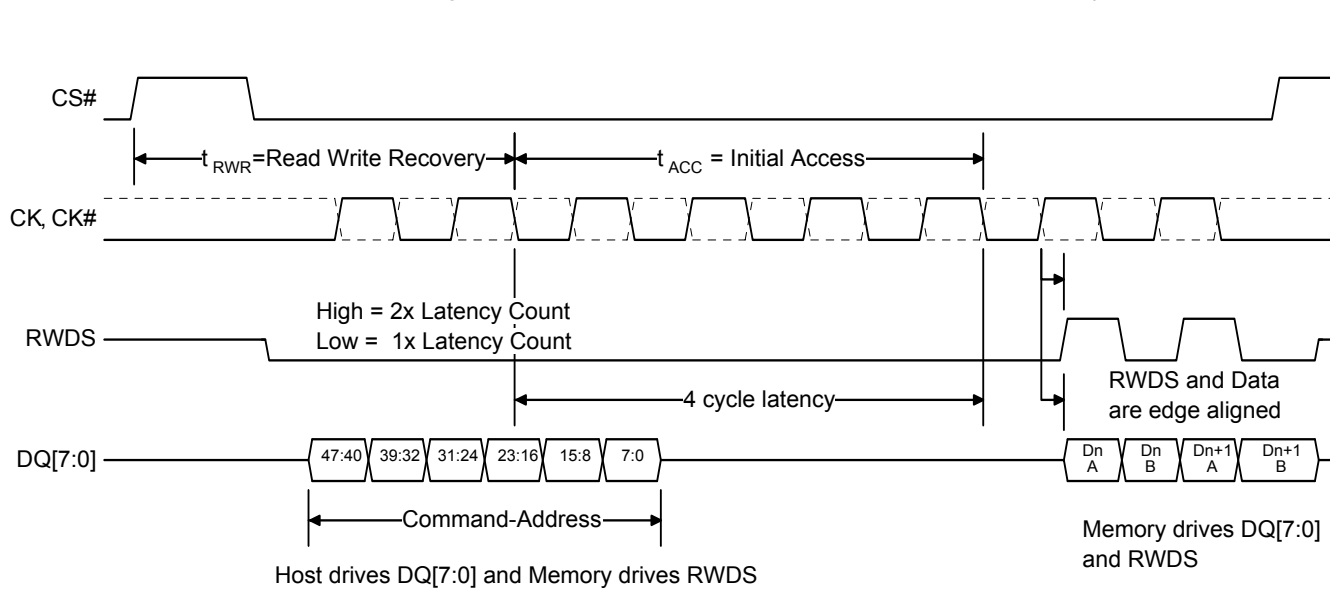 CS#
t RWR=Read Write Recovery
t ACC = Initial Access
CK, CK#
High = 2x Latency Count
Low = 1x Latency Count
RWDS
RWDS and Data
are edge aligned
4 cycle latency
DQ[7:0]
47:40 39:32 31:24 23:16 15:8 7:0
Dn
A
Dn
B
Dn+1
A
Dn+1
B
Command-Address
Memory drives DQ[7:0]
and RWDS
Host drives DQ[7:0] and Memory drives RWDS